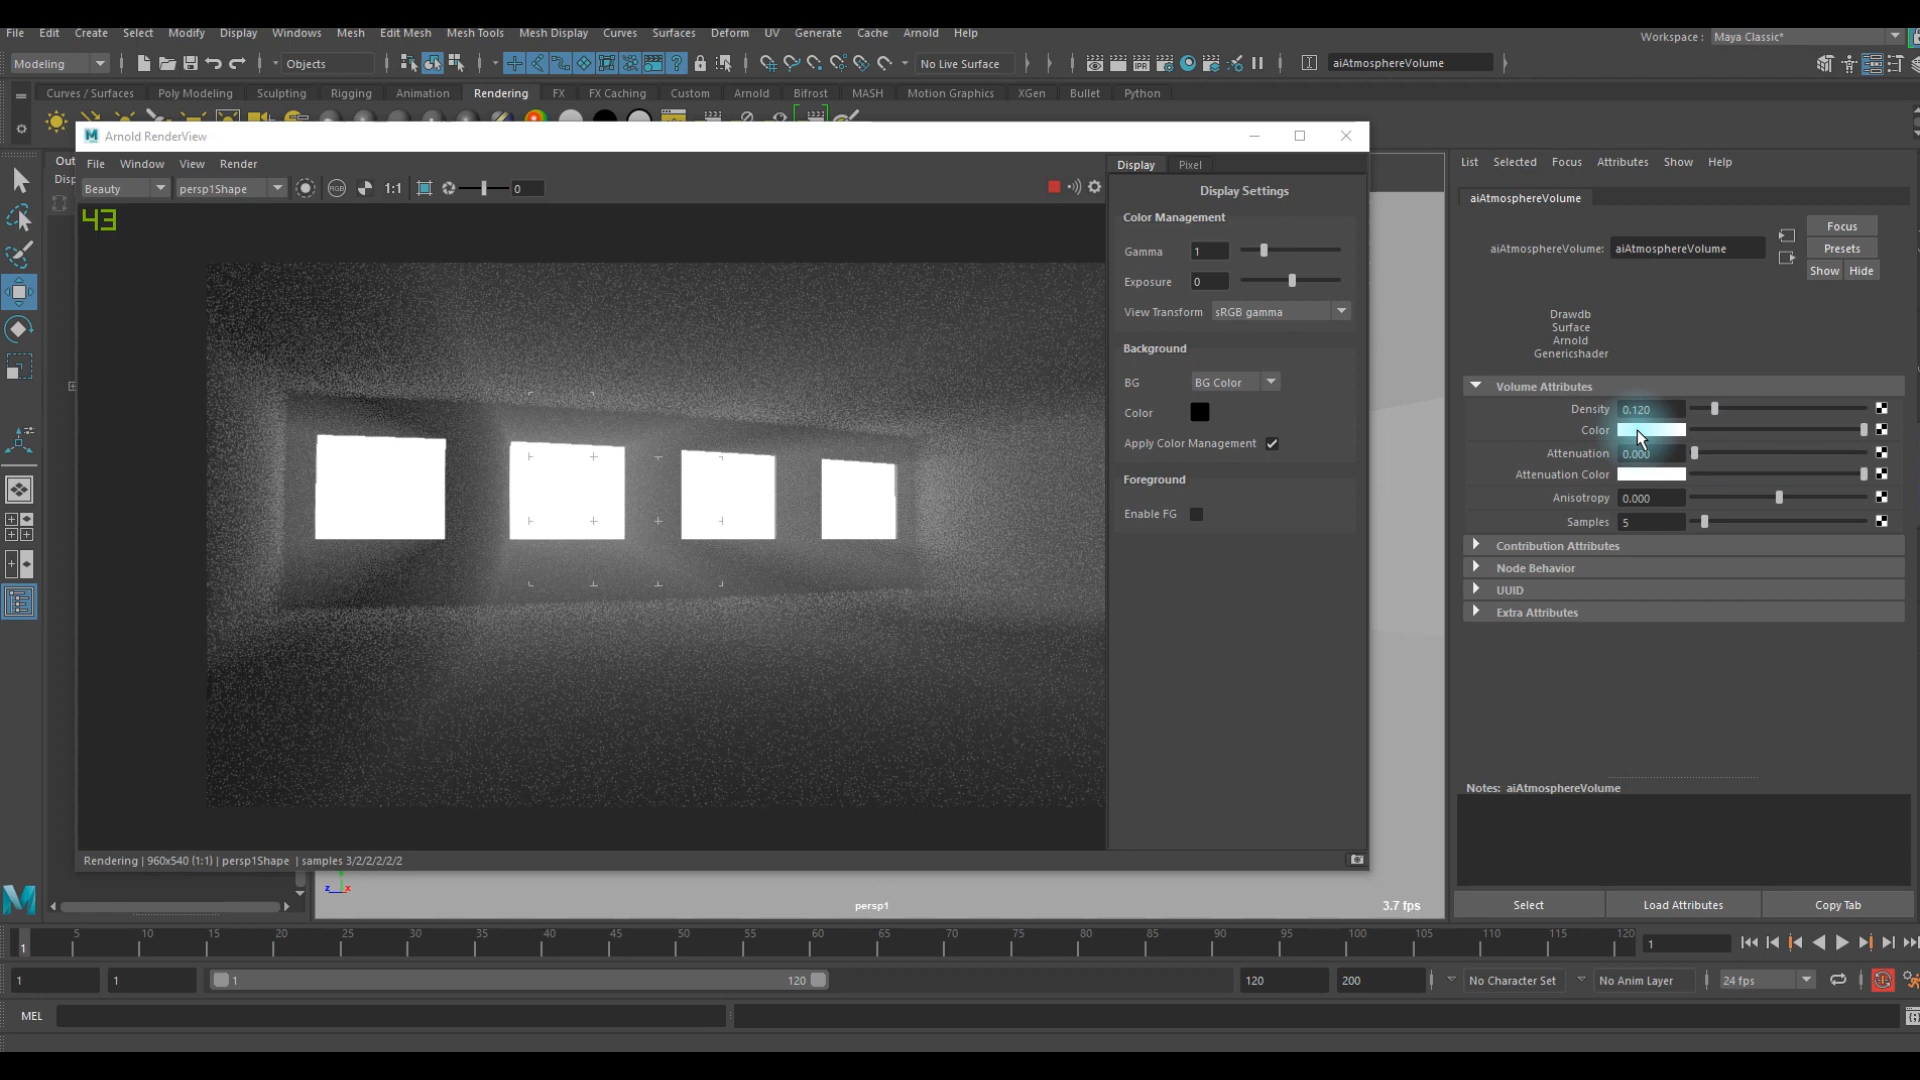 File Edit Create Select Modify Display Windows Mesh Edit Mesh Mesh Tools Mesh Display Curves Surfaces Deform UV Generate Cache Arnold Help
Workspace : Maya Classic*
Modeling Objects No Live Surface aiAtmosphereVolume
Curves / Surfaces Poly Modeling Sculpting Rigging Animation Rendering FX FX Caching Custom Arnold Bifrost MASH Motion Graphics XGen Bullet Python
IPR
M Arnold RenderView
Out
Disp
File Window View Render
Beauty persp1Shape RGB 1:1 0
43
Display Pixel
Display Settings
Color Management
Gamma 1
Exposure 0
View Transform sRGB gamma
Background
BG BG Color
Color
Apply Color Management
Foreground
Enable FG
Rendering | 960x540 (1:1) | persp1Shape | samples 3/2/2/2/2/2
z x
persp1
3.7 fps
List Selected Focus Attributes Show Help
aiAtmosphereVolume
aiAtmosphereVolume: aiAtmosphereVolume
Focus
Presets
Show Hide
Drawdb
Surface
Arnold
Genericshader
Volume Attributes
Density 0.120
Color
Attenuation 0.000
Attenuation Color
Anisotropy 0.000
Samples 5
Contribution Attributes
Node Behavior
UUID
Extra Attributes
Notes: aiAtmosphereVolume
Select Load Attributes Copy Tab
1 5 10 15 20 25 30 35 40 45 50 55 60 65 70 75 80 85 90 95 100 105 110 115 120 1
1 1 1 120 120 200 No Character Set No Anim Layer 24 fps
MEL